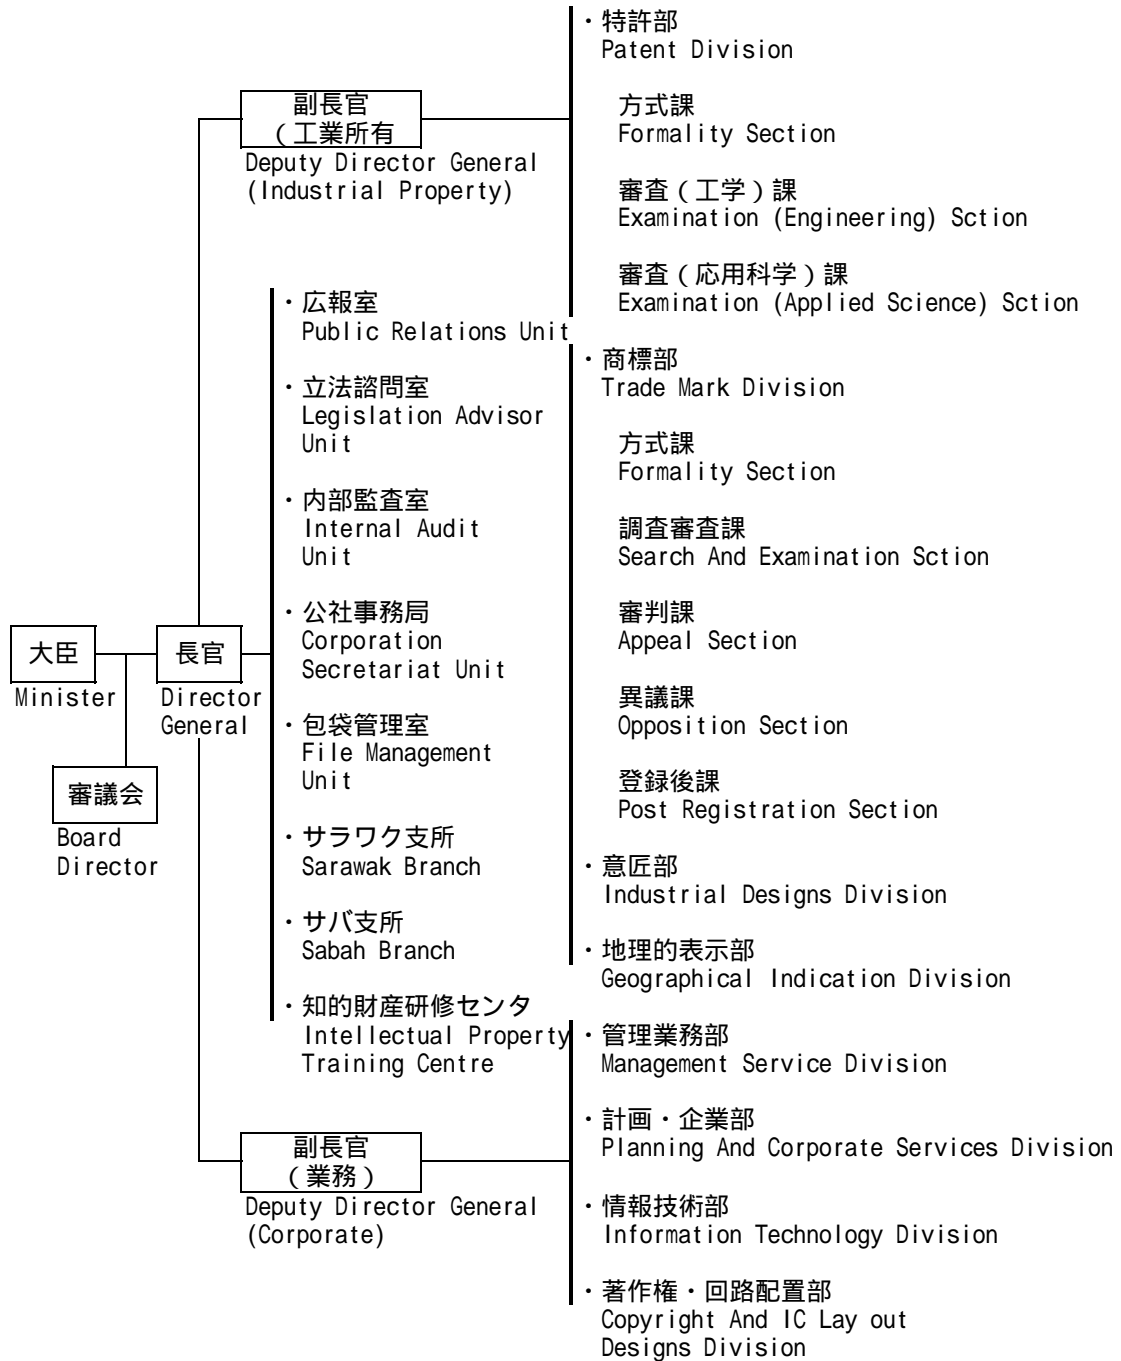 大臣
Minister
審議会
Board
Director
長官
Director
General
副長官
（工業所有
Deputy Director General
(Industrial Property)
・広報室
Public Relations Unit
・立法諮問室
Legislation Advisor
Unit
・内部監査室
Internal Audit
Unit
・公社事務局
Corporation
Secretariat Unit
・包袋管理室
File Management
Unit
・サラワク支所
Sarawak Branch
・サバ支所
Sabah Branch
・知的財産研修センタ
Intellectual Property
Training Centre
副長官
（業務）
Deputy Director General
(Corporate)
・特許部
Patent Division
方式課
Formality Section
審査（工学）課
Examination (Engineering) Sction
審査（応用科学）課
Examination (Applied Science) Sction
・商標部
Trade Mark Division
方式課
Formality Section
調査審査課
Search And Examination Sction
審判課
Appeal Section
異議課
Opposition Section
登録後課
Post Registration Section
・意匠部
Industrial Designs Division
・地理的表示部
Geographical Indication Division
・管理業務部
Management Service Division
・計画・企業部
Planning And Corporate Services Division
・情報技術部
Information Technology Division
・著作権・回路配置部
Copyright And IC Lay out
Designs Division